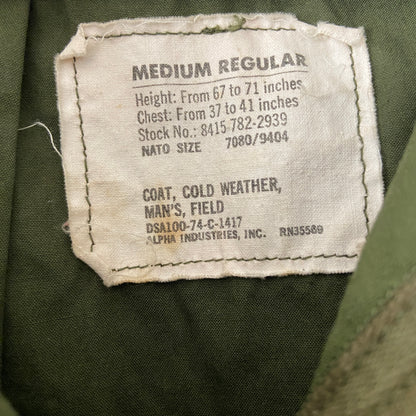 MEDIUM REGULAR
Height: From 67 to 71 inches
Chest: From 37 to 41 inches
Stock No.: 8415-782-2939
NATO SIZE 7080/9404
COAT, COLD WEATHER,
MAN'S, FIELD
DSA100-74-C-1417
ALPHA INDUSTRIES, INC. RN35589